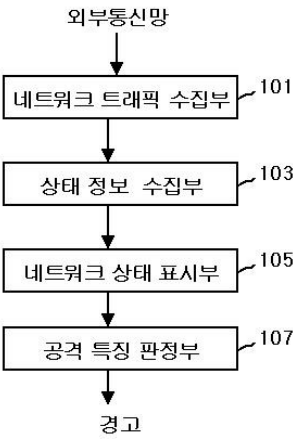 외부통신망
네트워크 트래픽 수집부
101
상태 정보 수집부
103
네트워크 상태 표시부
105
공격 특징 판정부
107
경고